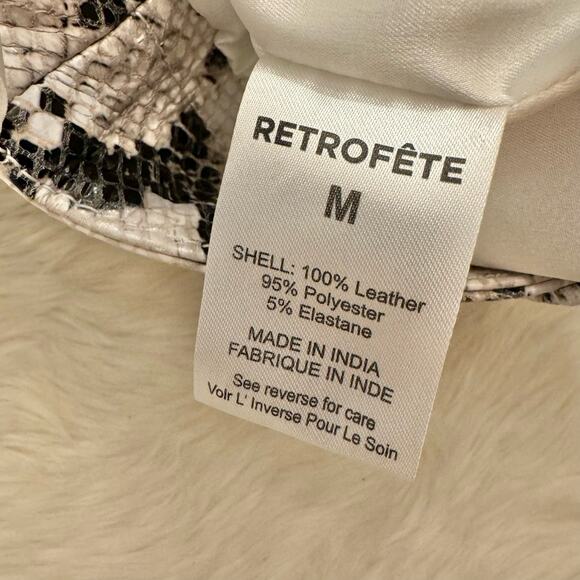 RETROFÊTE
M
SHELL: 100% Leather
95% Polyester
5% Elastane
MADE IN INDIA
FABRIQUE IN INDE
See reverse for care
Voir L' Inverse Pour Le Soin